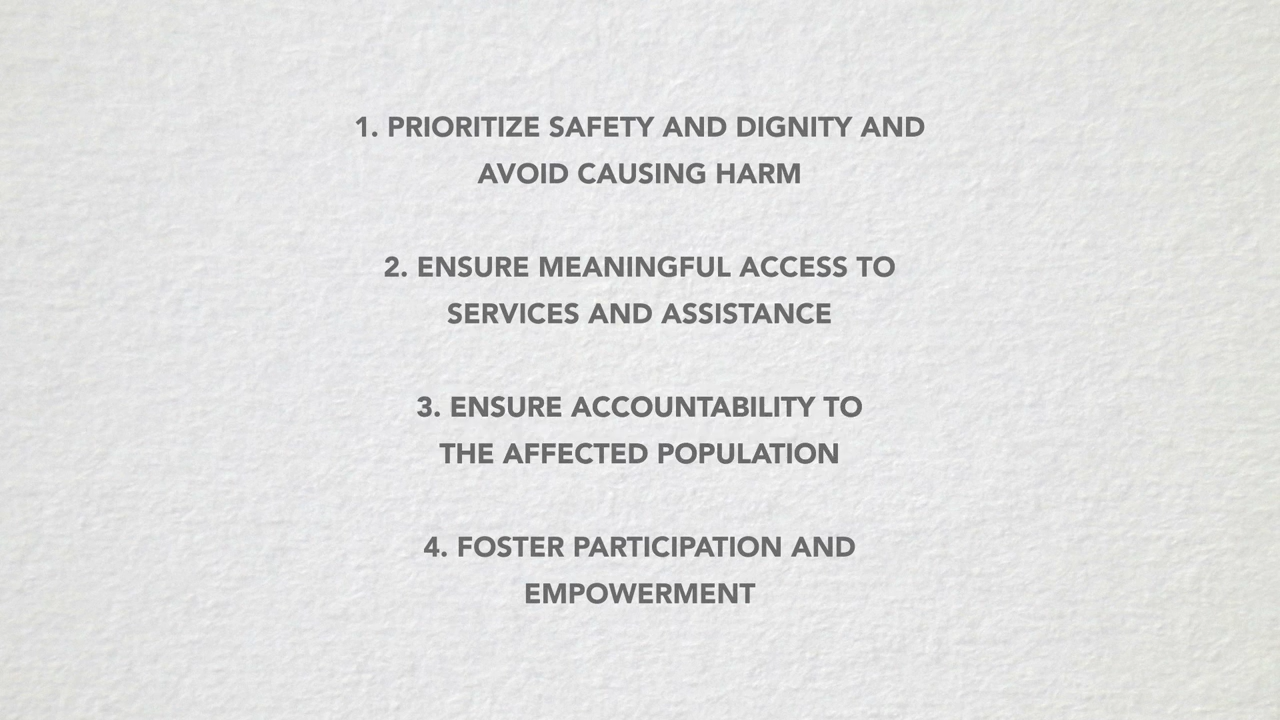 1. PRIORITIZE SAFETY AND DIGNITY AND
AVOID CAUSING HARM
2. ENSURE MEANINGFUL ACCESS TO
SERVICES AND ASSISTANCE
3. ENSURE ACCOUNTABILITY TO
THE AFFECTED POPULATION
4. FOSTER PARTICIPATION AND
EMPOWERMENT